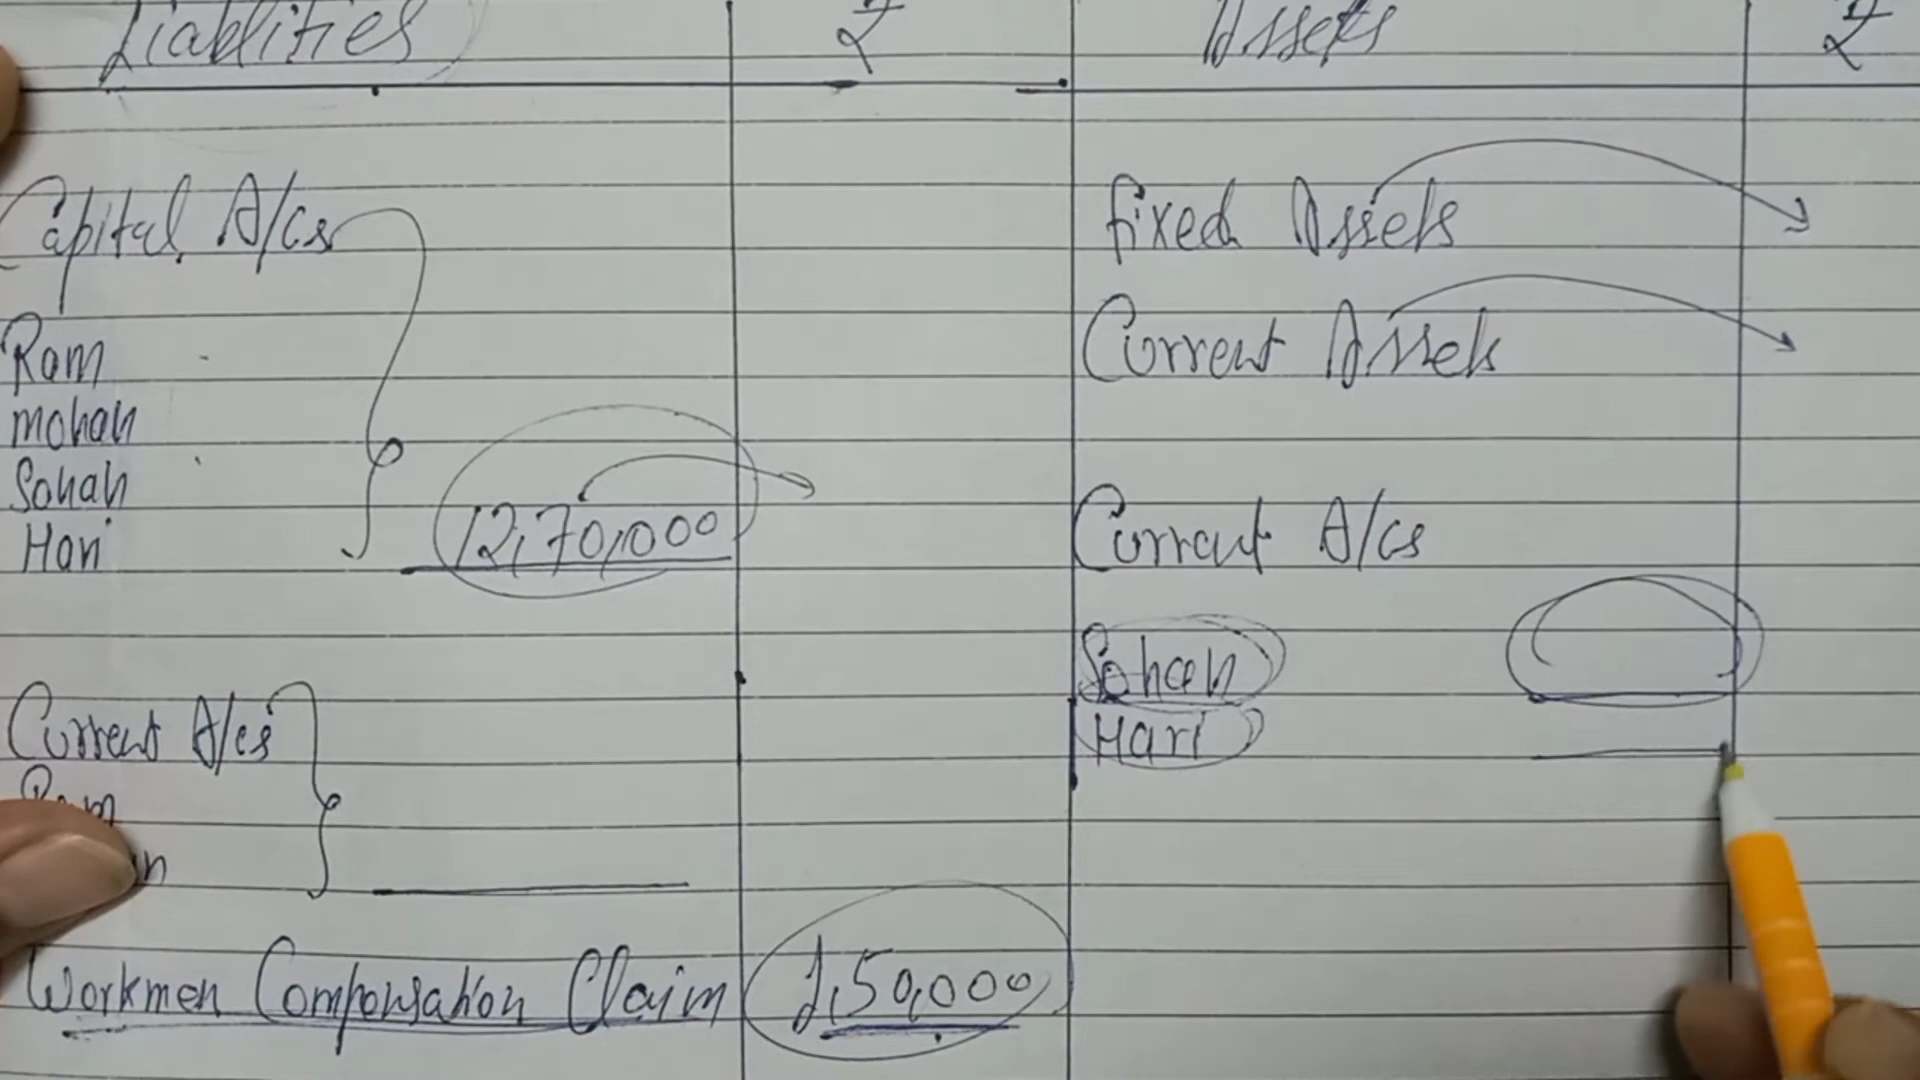 Liablities ₹ Assets ₹
Capital A/cs
Ram
Mohan
Sohan
Hari 12,70,000
Current A/cs
Workmen Compensation Claim 1,50,000
Fixed Assets
Current Assets
Current A/cs
Sohan
Hari